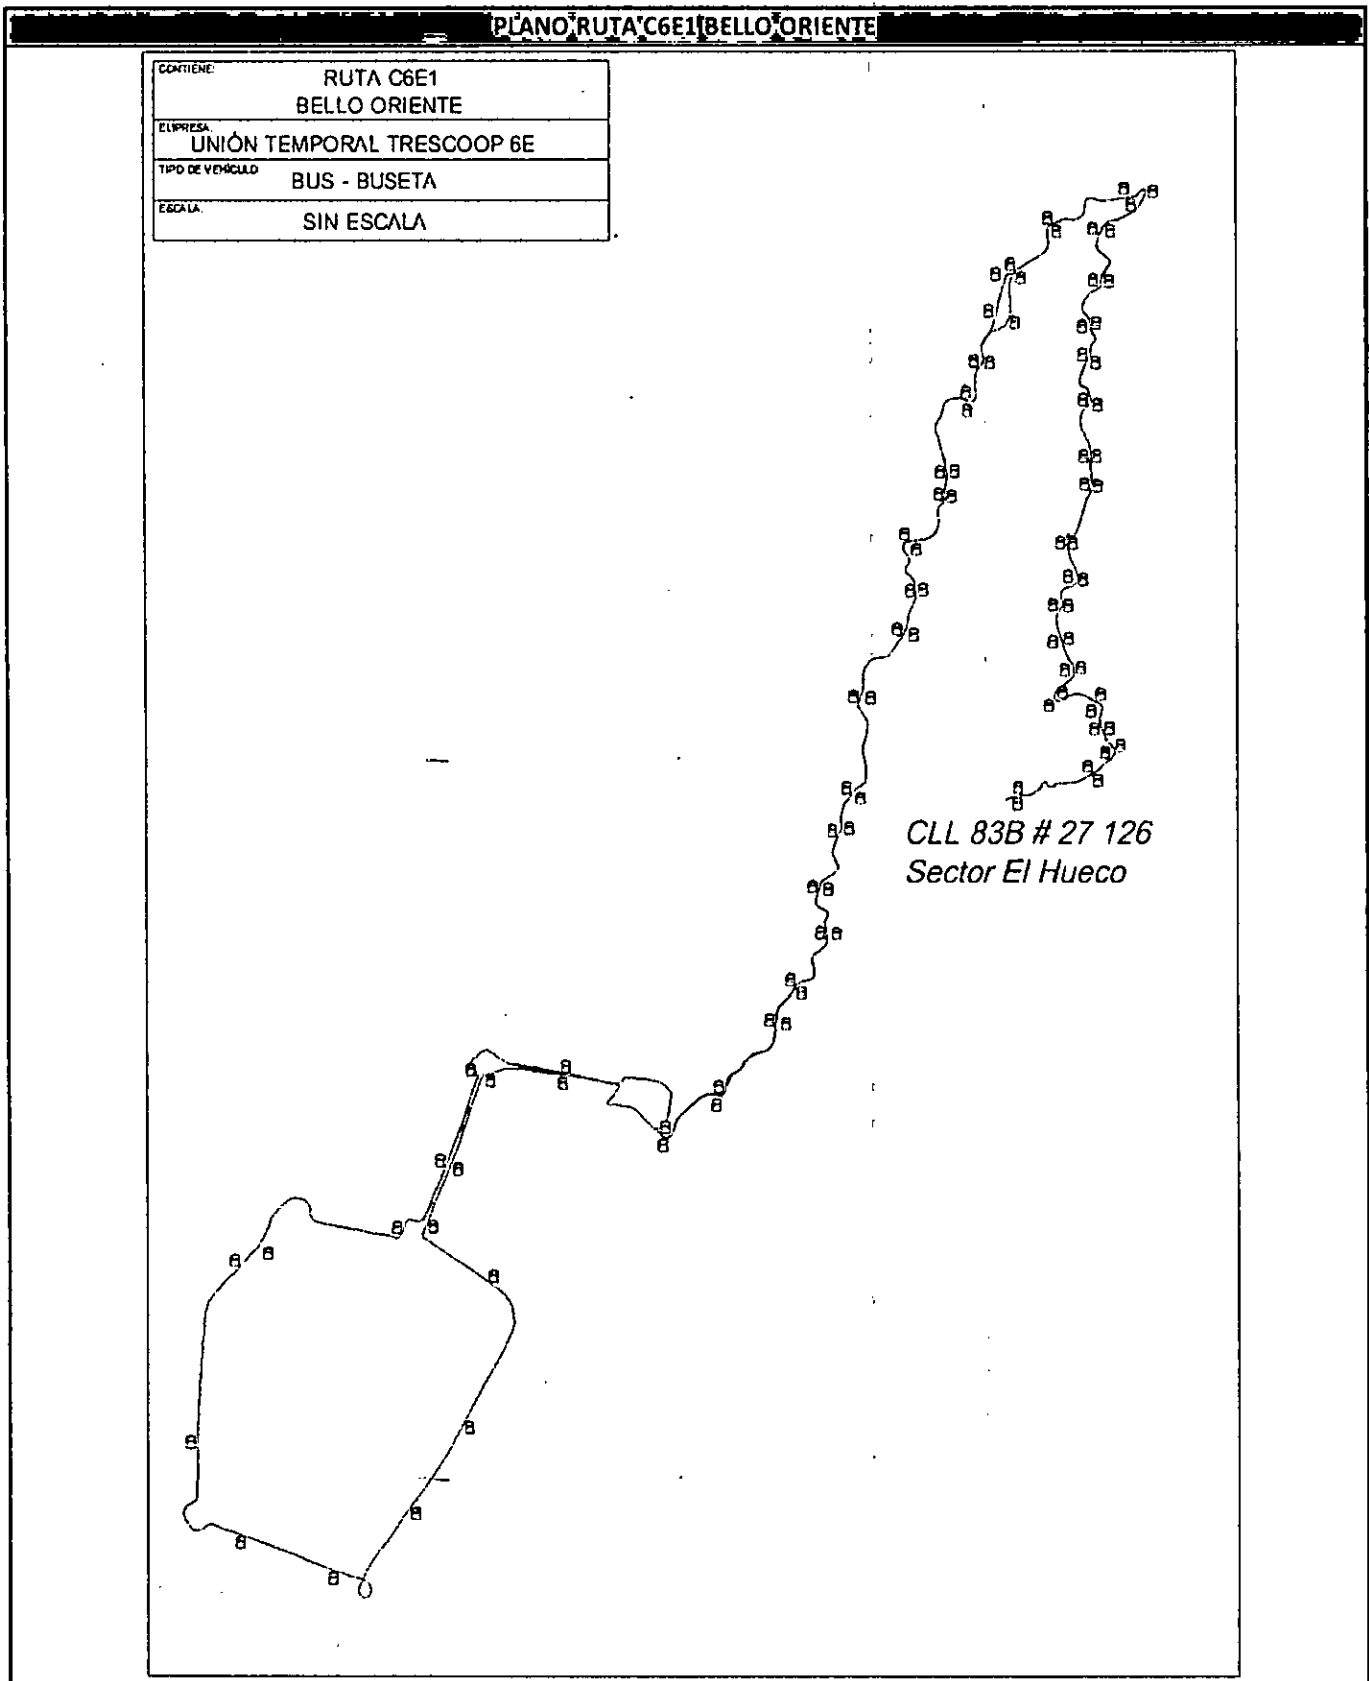 PLANO RUTA C6E1 BELLO ORIENTE
CONTIENE:
RUTA C6E1
BELLO ORIENTE
EMPRESA:
UNIÓN TEMPORAL TRESCOOP 6E
TIPO DE VEHÍCULO
BUS - BUSETA
ESCALA:
SIN ESCALA
CLL 83B # 27 126
Sector El Hueco